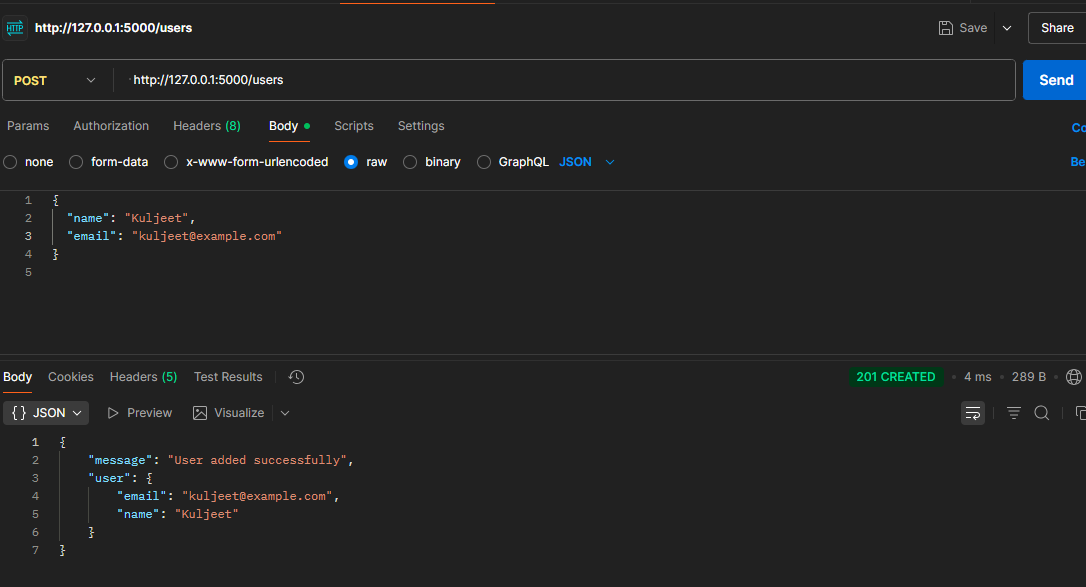 HTTP http://127.0.0.1:5000/users Save Share
POST http://127.0.0.1:5000/users Send
Params Authorization Headers (8) Body Scripts Settings Co
none form-data x-www-form-urlencoded raw binary GraphQL JSON Be
1 {
2 "name": "Kuljeet",
3 "email": "kuljeet@example.com"
4 }
5
Body Cookies Headers (5) Test Results 201 CREATED 4 ms 289 B
{} JSON Preview Visualize
1 {
2 "message": "User added successfully",
3 "user": {
4 "email": "kuljeet@example.com",
5 "name": "Kuljeet"
6 }
7 }